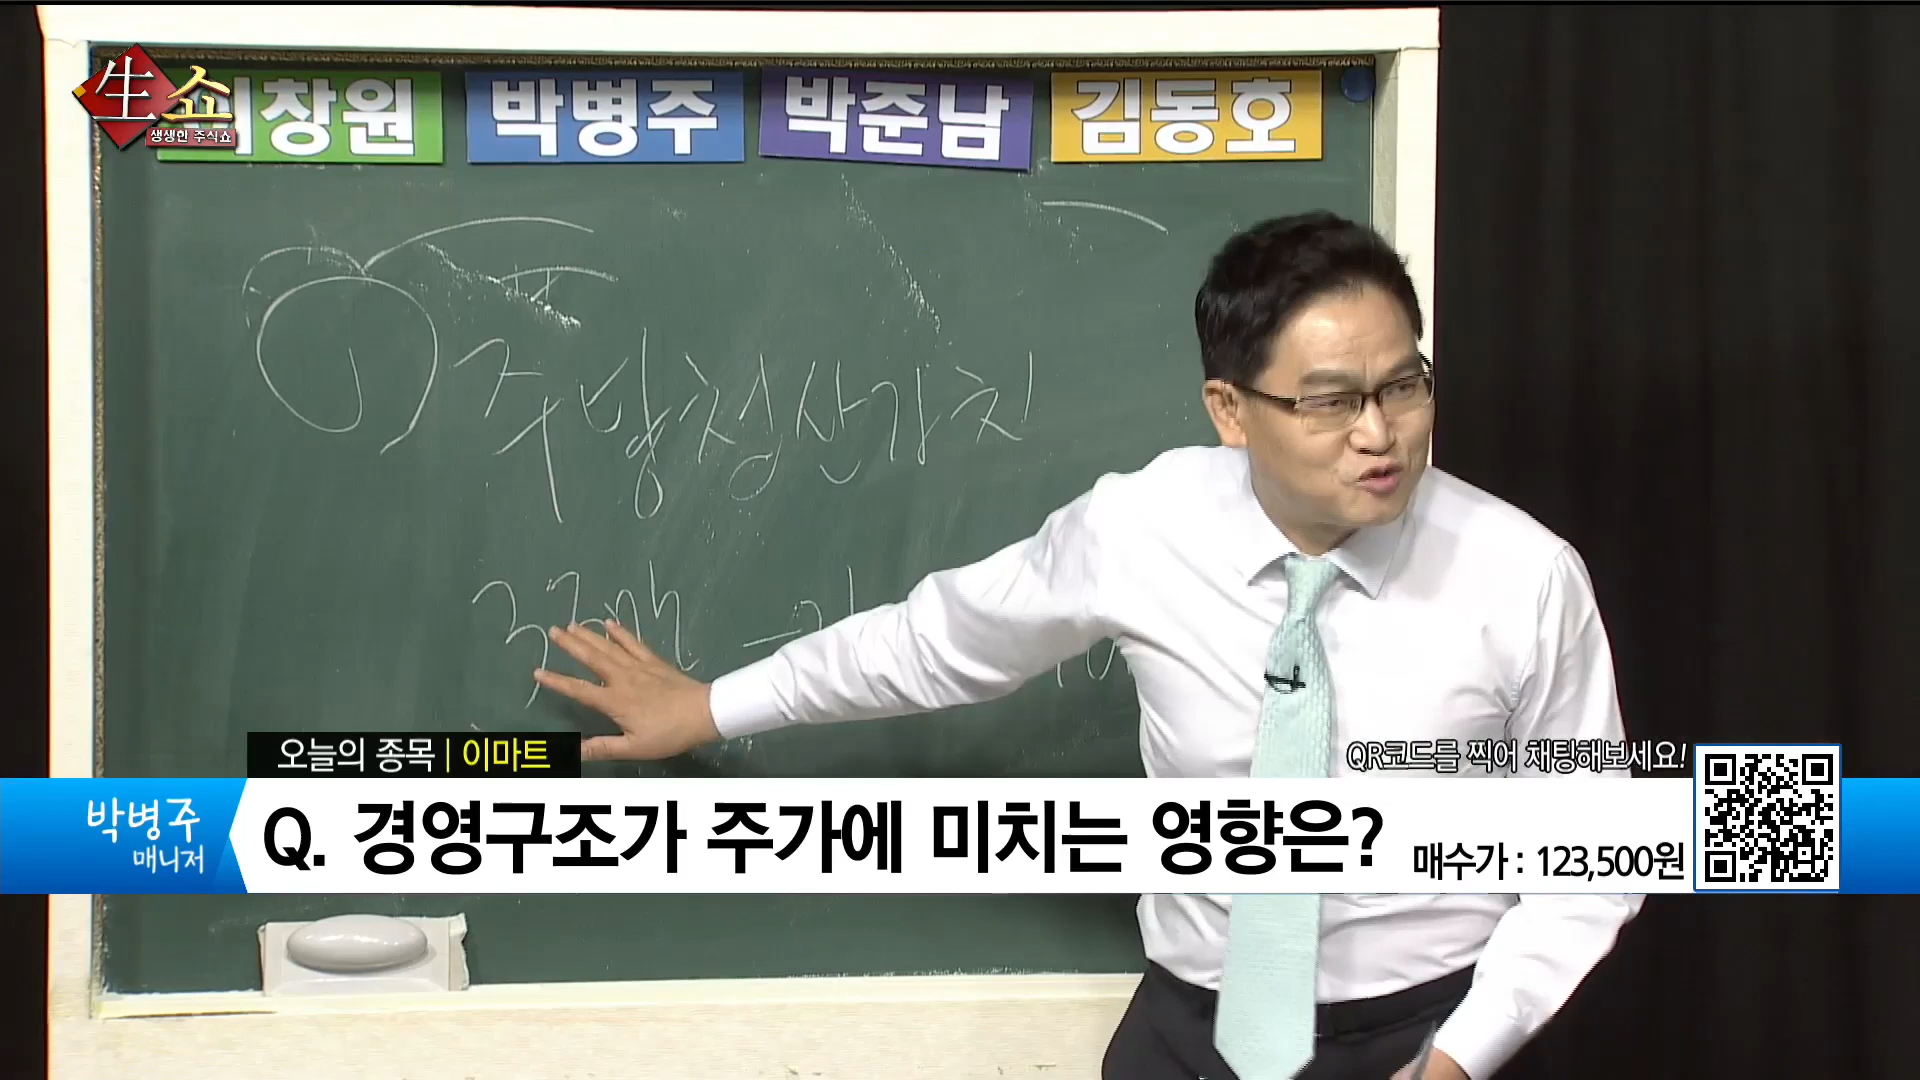 生쇼
생생한 주식쇼
이창원 박병주 박준남 김동호
주방청산가치
오늘의 종목 | 이마트
QR코드를 찍어 채팅해보세요!
박병주
매니저
Q. 경영구조가 주가에 미치는 영향은?
매수가 : 123,500원